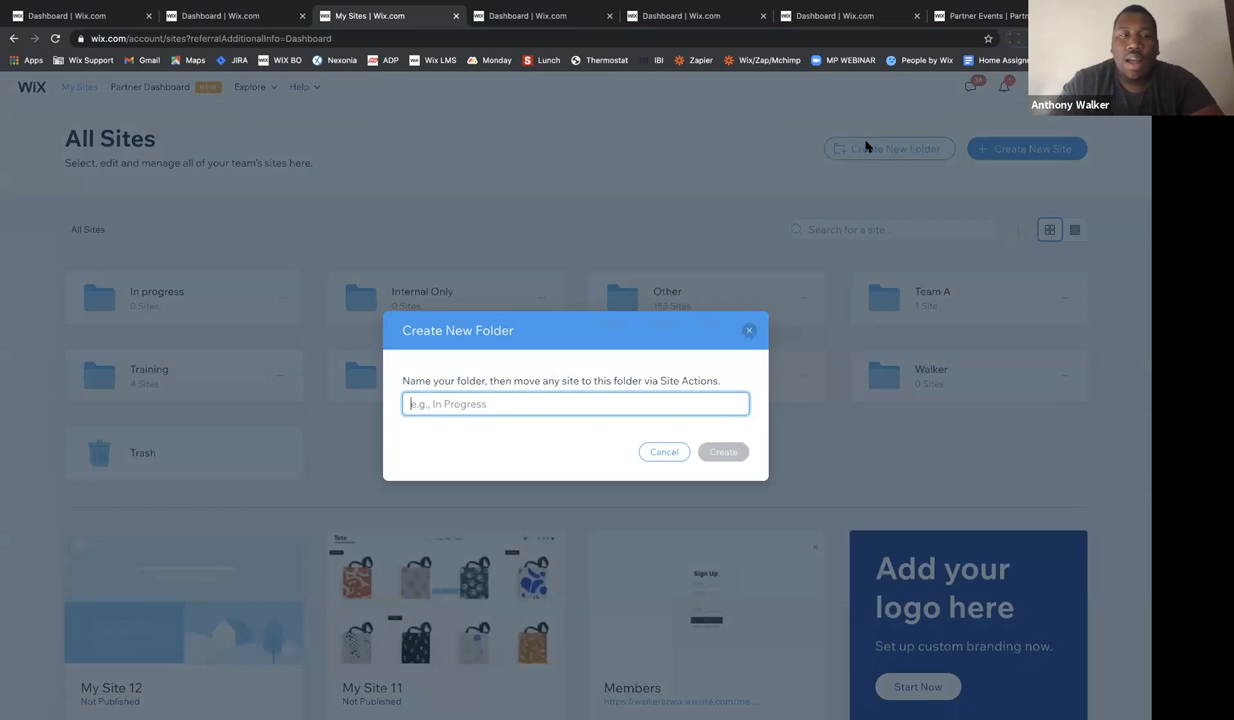 Dashboard | Wix.com
Dashboard | Wix.com
My Sites | Wix.com
Dashboard | Wix.com
Dashboard | Wix.com
Dashboard | Wix.com
Partner Events | Partn
wix.com/account/sites?referralAdditionalInfo=Dashboard
Apps
Wix Support
Gmail
Maps
JIRA
Wix BO
Nexonia
ADP
Wix LMS
Monday
Lunch
Thermostat
IBI
Zapier
Wix/Zap/Mchimp
MP WEBINAR
People by Wix
Home Assignm
Anthony Walker
WiX
My Sites
Partner Dashboard
NEW
Explore
Help
All Sites
Select, edit and manage all of your team's sites here.
Create New Folder
+ Create New Site
All Sites
Search for a site...
In progress
0 Sites
Internal Only
0 Sites
Other
153 Sites
Team A
1 Site
Training
4 Sites
Walker
0 Sites
Trash
Create New Folder
Name your folder, then move any site to this folder via Site Actions.
e.g., In Progress
Cancel
Create
My Site 12
Not Published
My Site 11
Not Published
Sign Up
Members
https://walkerszwix.wixsite.com/me...
Add your
logo here
Set up custom branding now.
Start Now